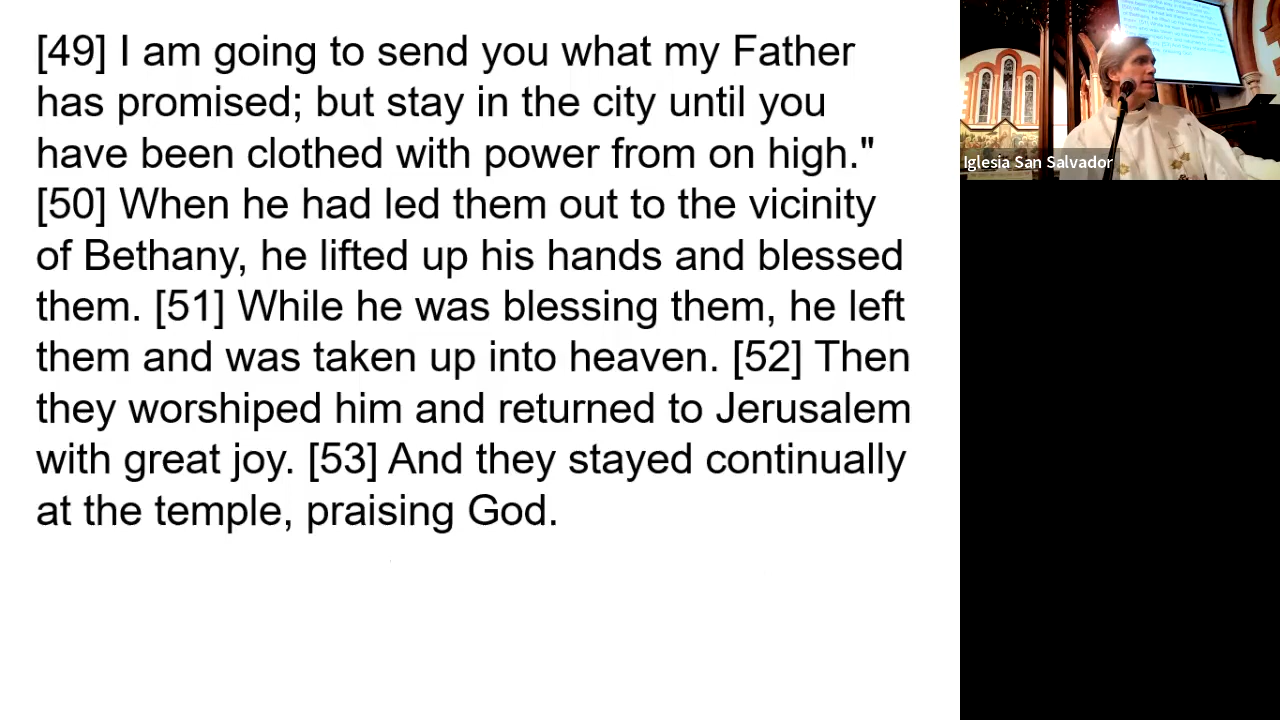 [49] I am going to send you what my Father
has promised; but stay in the city until you
have been clothed with power from on high."
[50] When he had led them out to the vicinity
of Bethany, he lifted up his hands and blessed
them. [51] While he was blessing them, he left
them and was taken up into heaven. [52] Then
they worshiped him and returned to Jerusalem
with great joy. [53] And they stayed continually
at the temple, praising God.
Iglesia San Salvador